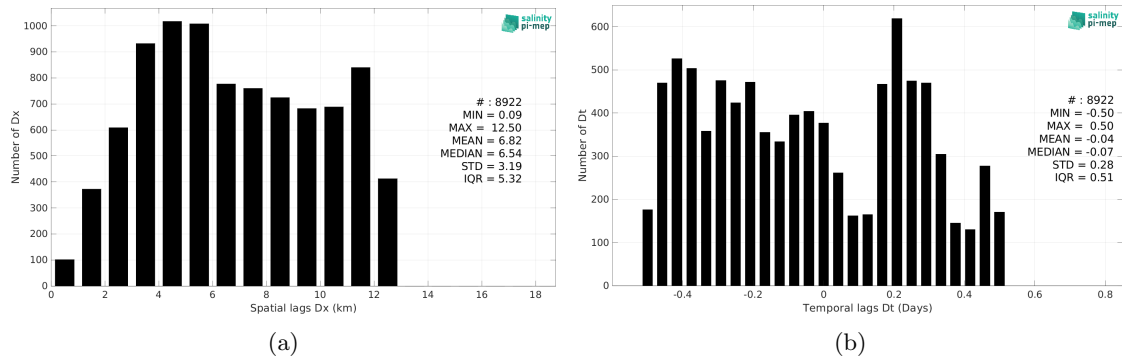 1000
900
800
700
600
500
400
300
200
100
0
Number of Dx
0 2 4 6 8 10 12 14 16 18
Spatial lags Dx (km)
salinity
pi-mep
# : 8922
MIN = 0.09
MAX = 12.50
MEAN = 6.82
MEDIAN = 6.54
STD = 3.19
IQR = 5.32
(a)
600
500
400
300
200
100
0
Number of Dt
-0.4 -0.2 0 0.2 0.4 0.6 0.8
Temporal lags Dt (Days)
salinity
pi-mep
# : 8922
MIN = -0.50
MAX = 0.50
MEAN = -0.04
MEDIAN = -0.07
STD = 0.28
IQR = 0.51
(b)